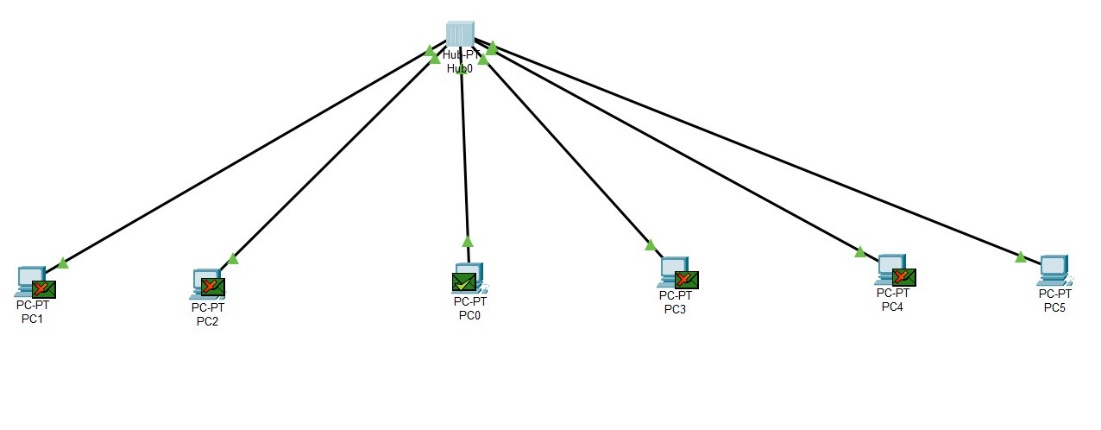 Hub-PT
Hub0
PC-PT
PC1
PC-PT
PC2
PC-PT
PC0
PC-PT
PC3
PC-PT
PC4
PC-PT
PC5